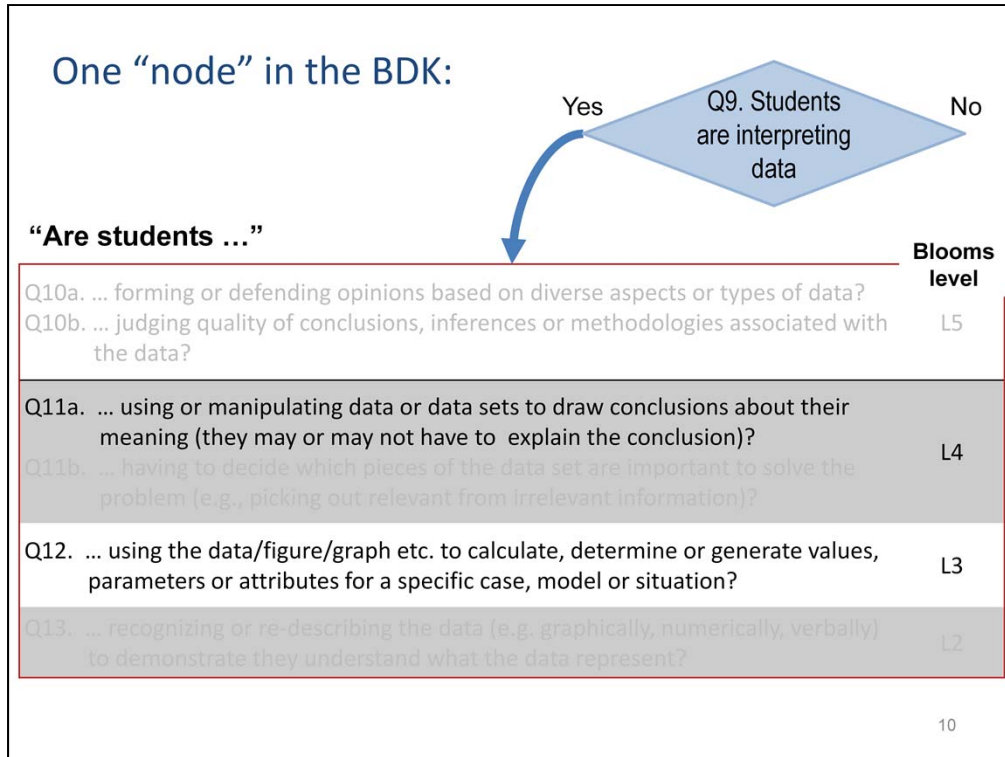 One “node” in the BDK:
Yes
Q9. Students
are interpreting
data
No
“Are students …”
Blooms
level
Q10a. … forming or defending opinions based on diverse aspects or types of data?
Q10b. … judging quality of conclusions, inferences or methodologies associated with
the data?
L5
Q11a. … using or manipulating data or data sets to draw conclusions about their
meaning (they may or may not have to explain the conclusion)?
Q11b. … having to decide which pieces of the data set are important to solve the
problem (e.g., picking out relevant from irrelevant information)?
L4
Q12. … using the data/figure/graph etc. to calculate, determine or generate values,
parameters or attributes for a specific case, model or situation?
L3
Q13. … recognizing or re-describing the data (e.g. graphically, numerically, verbally)
to demonstrate they understand what the data represent?
L2
10